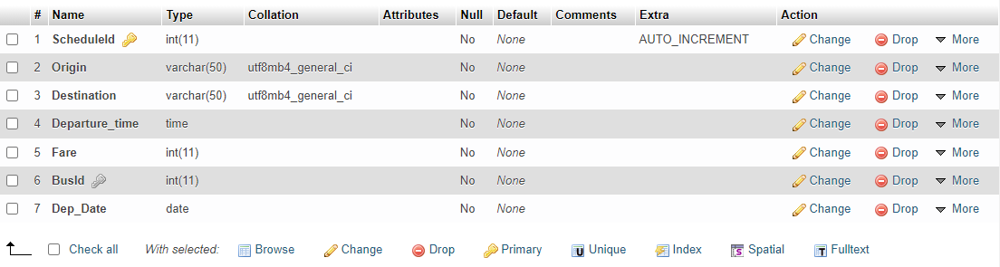 # Name Type Collation Attributes Null Default Comments Extra Action
1 ScheduleId int(11) No None AUTO_INCREMENT Change Drop More
2 Origin varchar(50) utf8mb4_general_ci No None Change Drop More
3 Destination varchar(50) utf8mb4_general_ci No None Change Drop More
4 Departure_time time No None Change Drop More
5 Fare int(11) No None Change Drop More
6 BusId int(11) No None Change Drop More
7 Dep_Date date No None Change Drop More
Check all With selected: Browse Change Drop Primary U Unique Index S Spatial T Fulltext